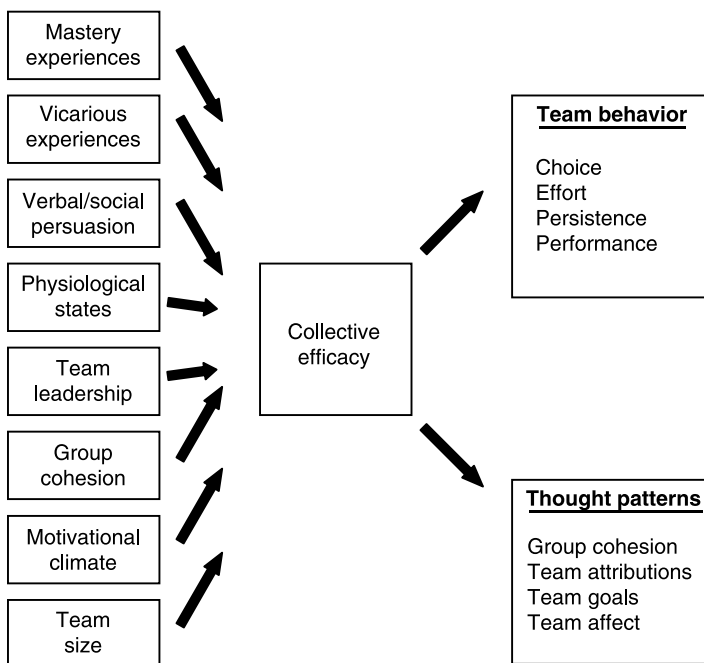 Mastery
experiences
Vicarious
experiences
Verbal/social
persuasion
Physiological
states
Team
leadership
Group
cohesion
Motivational
climate
Team
size
Collective
efficacy
Team behavior
Choice
Effort
Persistence
Performance
Thought patterns
Group cohesion
Team attributions
Team goals
Team affect